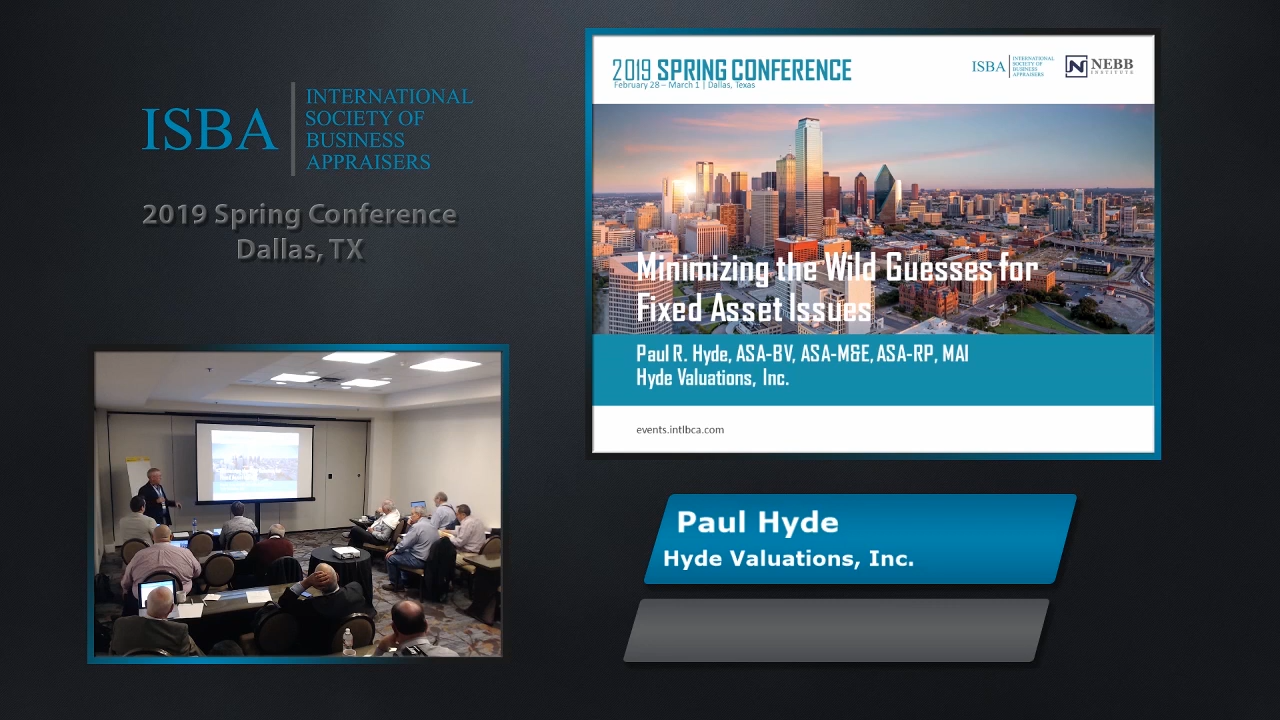 ISBA
INTERNATIONAL
SOCIETY OF
BUSINESS
APPRAISERS
2019 Spring Conference
Dallas, TX
2019 SPRING CONFERENCE
February 28 – March 1 | Dallas, Texas
ISBA
INTERNATIONAL
SOCIETY OF
BUSINESS
APPRAISERS
N NEBB
INSTITUTE
Minimizing the Wild Guesses for
Fixed Asset Issues
Paul R. Hyde, ASA-BV, ASA-M&E, ASA-RP, MAI
Hyde Valuations, Inc.
events.intlbca.com
Paul Hyde
Hyde Valuations, Inc.